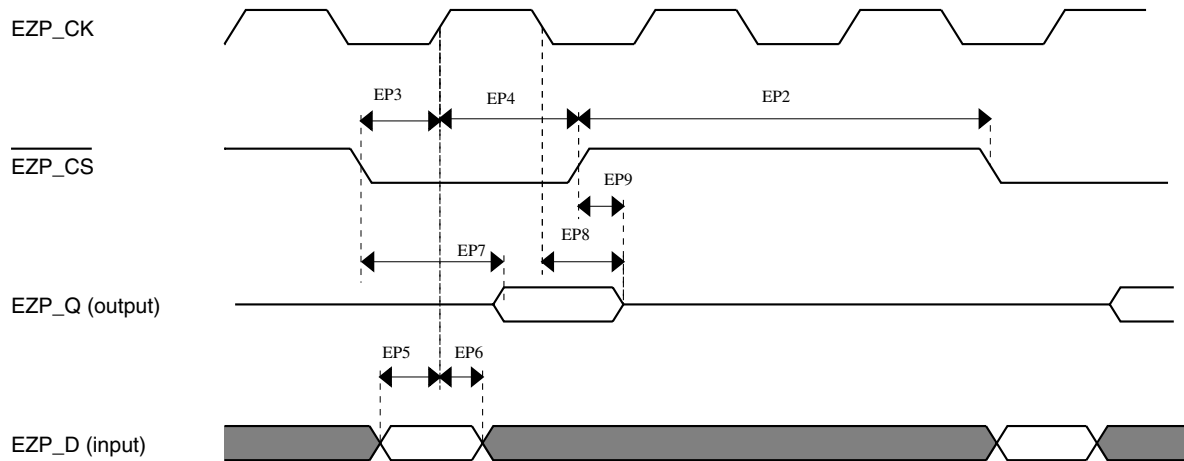 EZP_CK
EP3
EP4
EP2
EZP_CS
EP9
EP8
EP7
EZP_Q (output)
EP5
EP6
EZP_D (input)